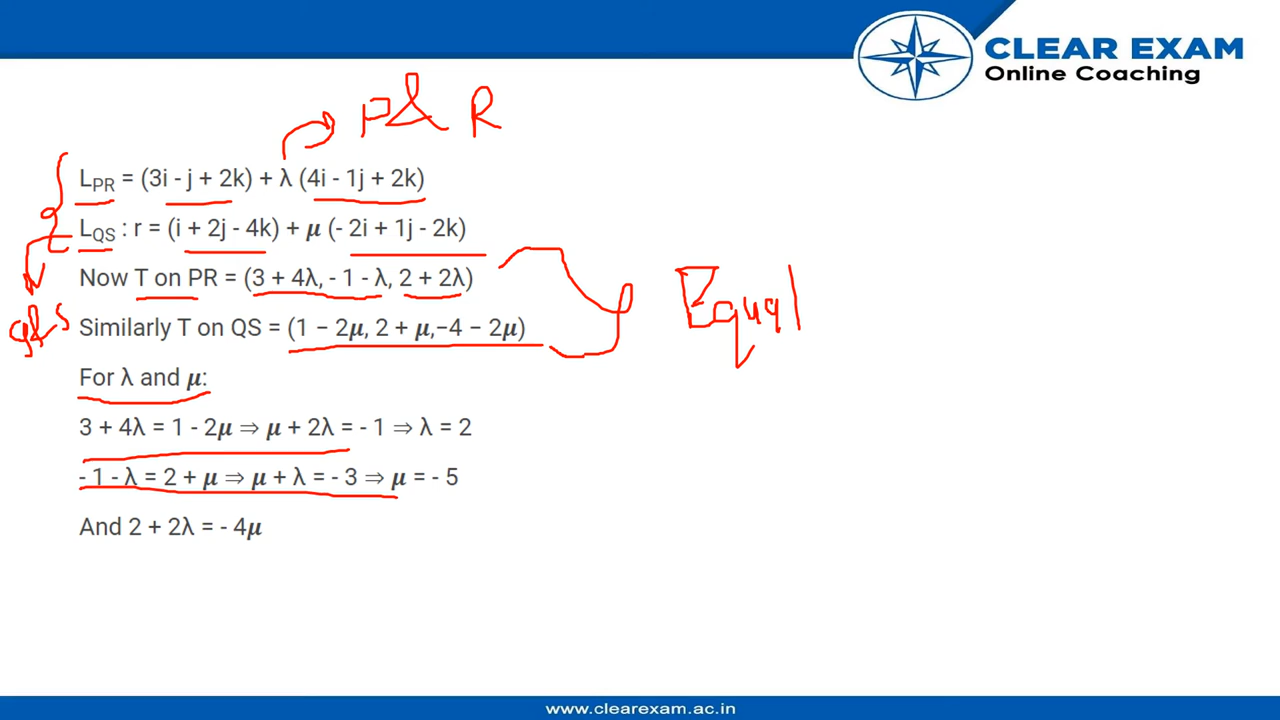 CLEAR EXAM
Online Coaching
P & R
L_PR = (3i - j + 2k) + λ (4i - 1j + 2k)
L_QS : r = (i + 2j - 4k) + μ (- 2i + 1j - 2k)
Now T on PR = (3 + 4λ, - 1 - λ, 2 + 2λ)
Equal
q & s
Similarly T on QS = (1 − 2μ, 2 + μ,−4 − 2μ)
For λ and μ:
3 + 4λ = 1 - 2μ ⇒ μ + 2λ = - 1 ⇒ λ = 2
- 1 - λ = 2 + μ ⇒ μ + λ = - 3 ⇒ μ = - 5
And 2 + 2λ = - 4μ
www.clearexam.ac.in